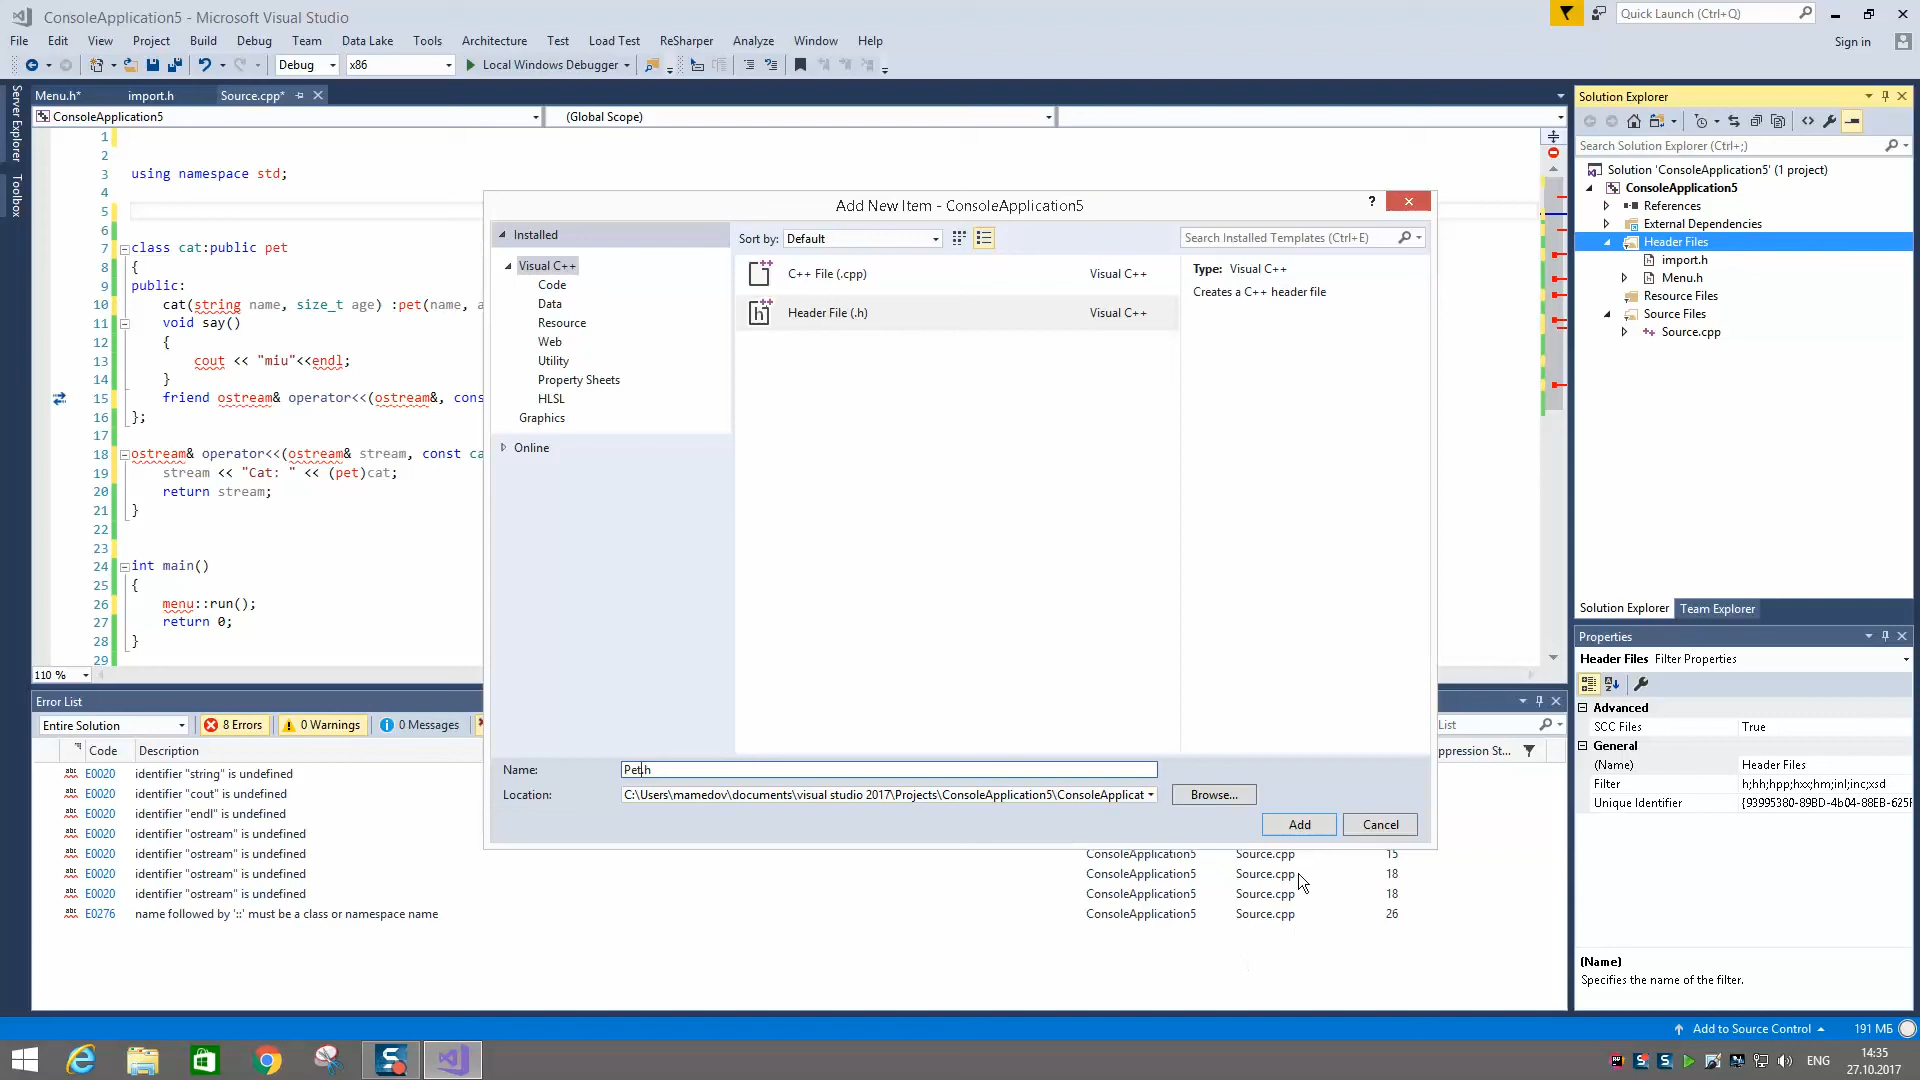 ConsoleApplication5 - Microsoft Visual Studio
Quick Launch (Ctrl+Q)
File Edit View Project Build Debug Team Data Lake Tools Architecture Test Load Test ReSharper Analyze Window Help
Sign in
Debug x86 Local Windows Debugger
Server Explorer
Toolbox
Menu.h* import.h Source.cpp*
ConsoleApplication5 (Global Scope)
1
2
3 using namespace std;
4
5
6
7 class cat:public pet
8 {
9 public:
10 cat(string name, size_t age) :pet(name, a
11 void say()
12 {
13 cout << "miu"<<endl;
14 }
15 friend ostream& operator<<(ostream&, cons
16 };
17
18 ostream& operator<<(ostream& stream, const ca
19 stream << "Cat: " << (pet)cat;
20 return stream;
21 }
22
23
24 int main()
25 {
26 menu::run();
27 return 0;
28 }
29
110 %
Add New Item - ConsoleApplication5
?
Installed
Visual C++
Code
Data
Resource
Web
Utility
Property Sheets
HLSL
Graphics
Online
Sort by: Default
Search Installed Templates (Ctrl+E)
C++ File (.cpp) Visual C++
Header File (.h) Visual C++
Type: Visual C++
Creates a C++ header file
Name: Pet.h
Location: C:\Users\mamedov\documents\visual studio 2017\Projects\ConsoleApplication5\ConsoleApplicat
Browse...
Add Cancel
Error List
Entire Solution 8 Errors 0 Warnings 0 Messages
List
Code Description
ppression St...
E0020 identifier "string" is undefined
E0020 identifier "cout" is undefined
E0020 identifier "endl" is undefined
E0020 identifier "ostream" is undefined
E0020 identifier "ostream" is undefined ConsoleApplication5 Source.cpp 15
E0020 identifier "ostream" is undefined ConsoleApplication5 Source.cpp 18
E0020 identifier "ostream" is undefined ConsoleApplication5 Source.cpp 18
E0276 name followed by '::' must be a class or namespace name ConsoleApplication5 Source.cpp 26
Solution Explorer
Search Solution Explorer (Ctrl+;)
Solution 'ConsoleApplication5' (1 project)
ConsoleApplication5
References
External Dependencies
Header Files
import.h
Menu.h
Resource Files
Source Files
Source.cpp
Solution Explorer Team Explorer
Properties
Header Files Filter Properties
Advanced
SCC Files True
General
(Name) Header Files
Filter h;hh;hpp;hxx;hm;inl;inc;xsd
Unique Identifier {93995380-89BD-4b04-88EB-625F
(Name)
Specifies the name of the filter.
Add to Source Control 191 МБ
ENG
14:35
27.10.2017